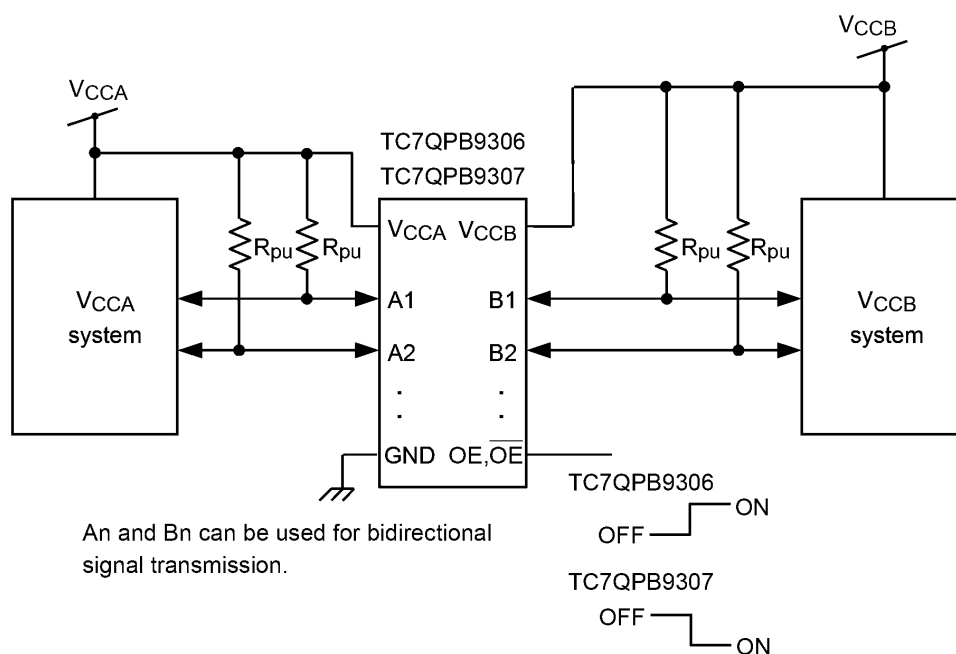 VCCB
VCCA
TC7QPB9306
TC7QPB9307
VCCA VCCB
Rpu Rpu Rpu Rpu
VCCA
system
A1 B1
VCCB
system
A2 B2
GND OE,OE
TC7QPB9306
OFF ON
An and Bn can be used for bidirectional
signal transmission.
TC7QPB9307
OFF ON